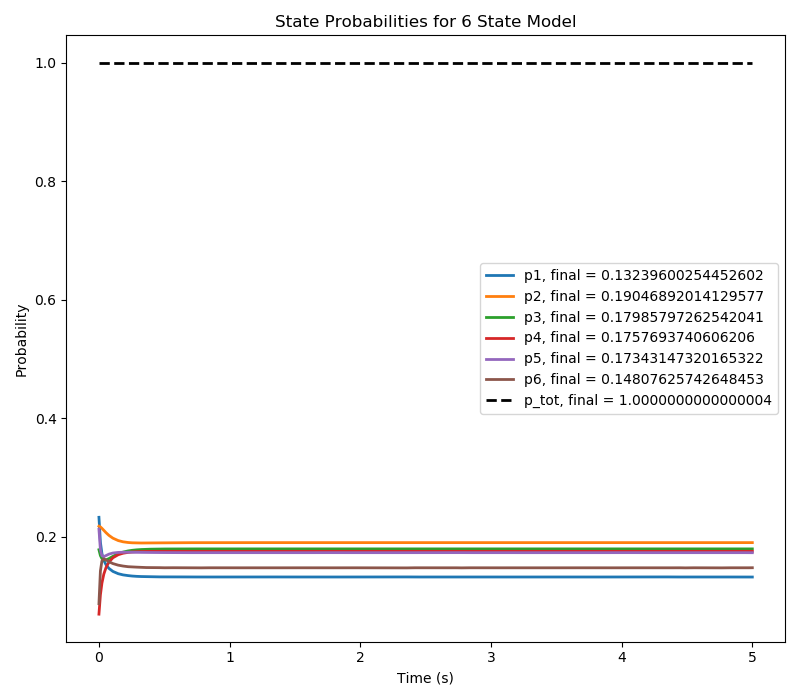 State Probabilities for 6 State Model
1.0
0.8
0.6
0.4
0.2
Probability
p1, final = 0.13239600254452602
p2, final = 0.19046892014129577
p3, final = 0.17985797262542041
p4, final = 0.1757693740606206
p5, final = 0.17343147320165322
p6, final = 0.14807625742648453
p_tot, final = 1.0000000000000004
0 1 2 3 4 5
Time (s)